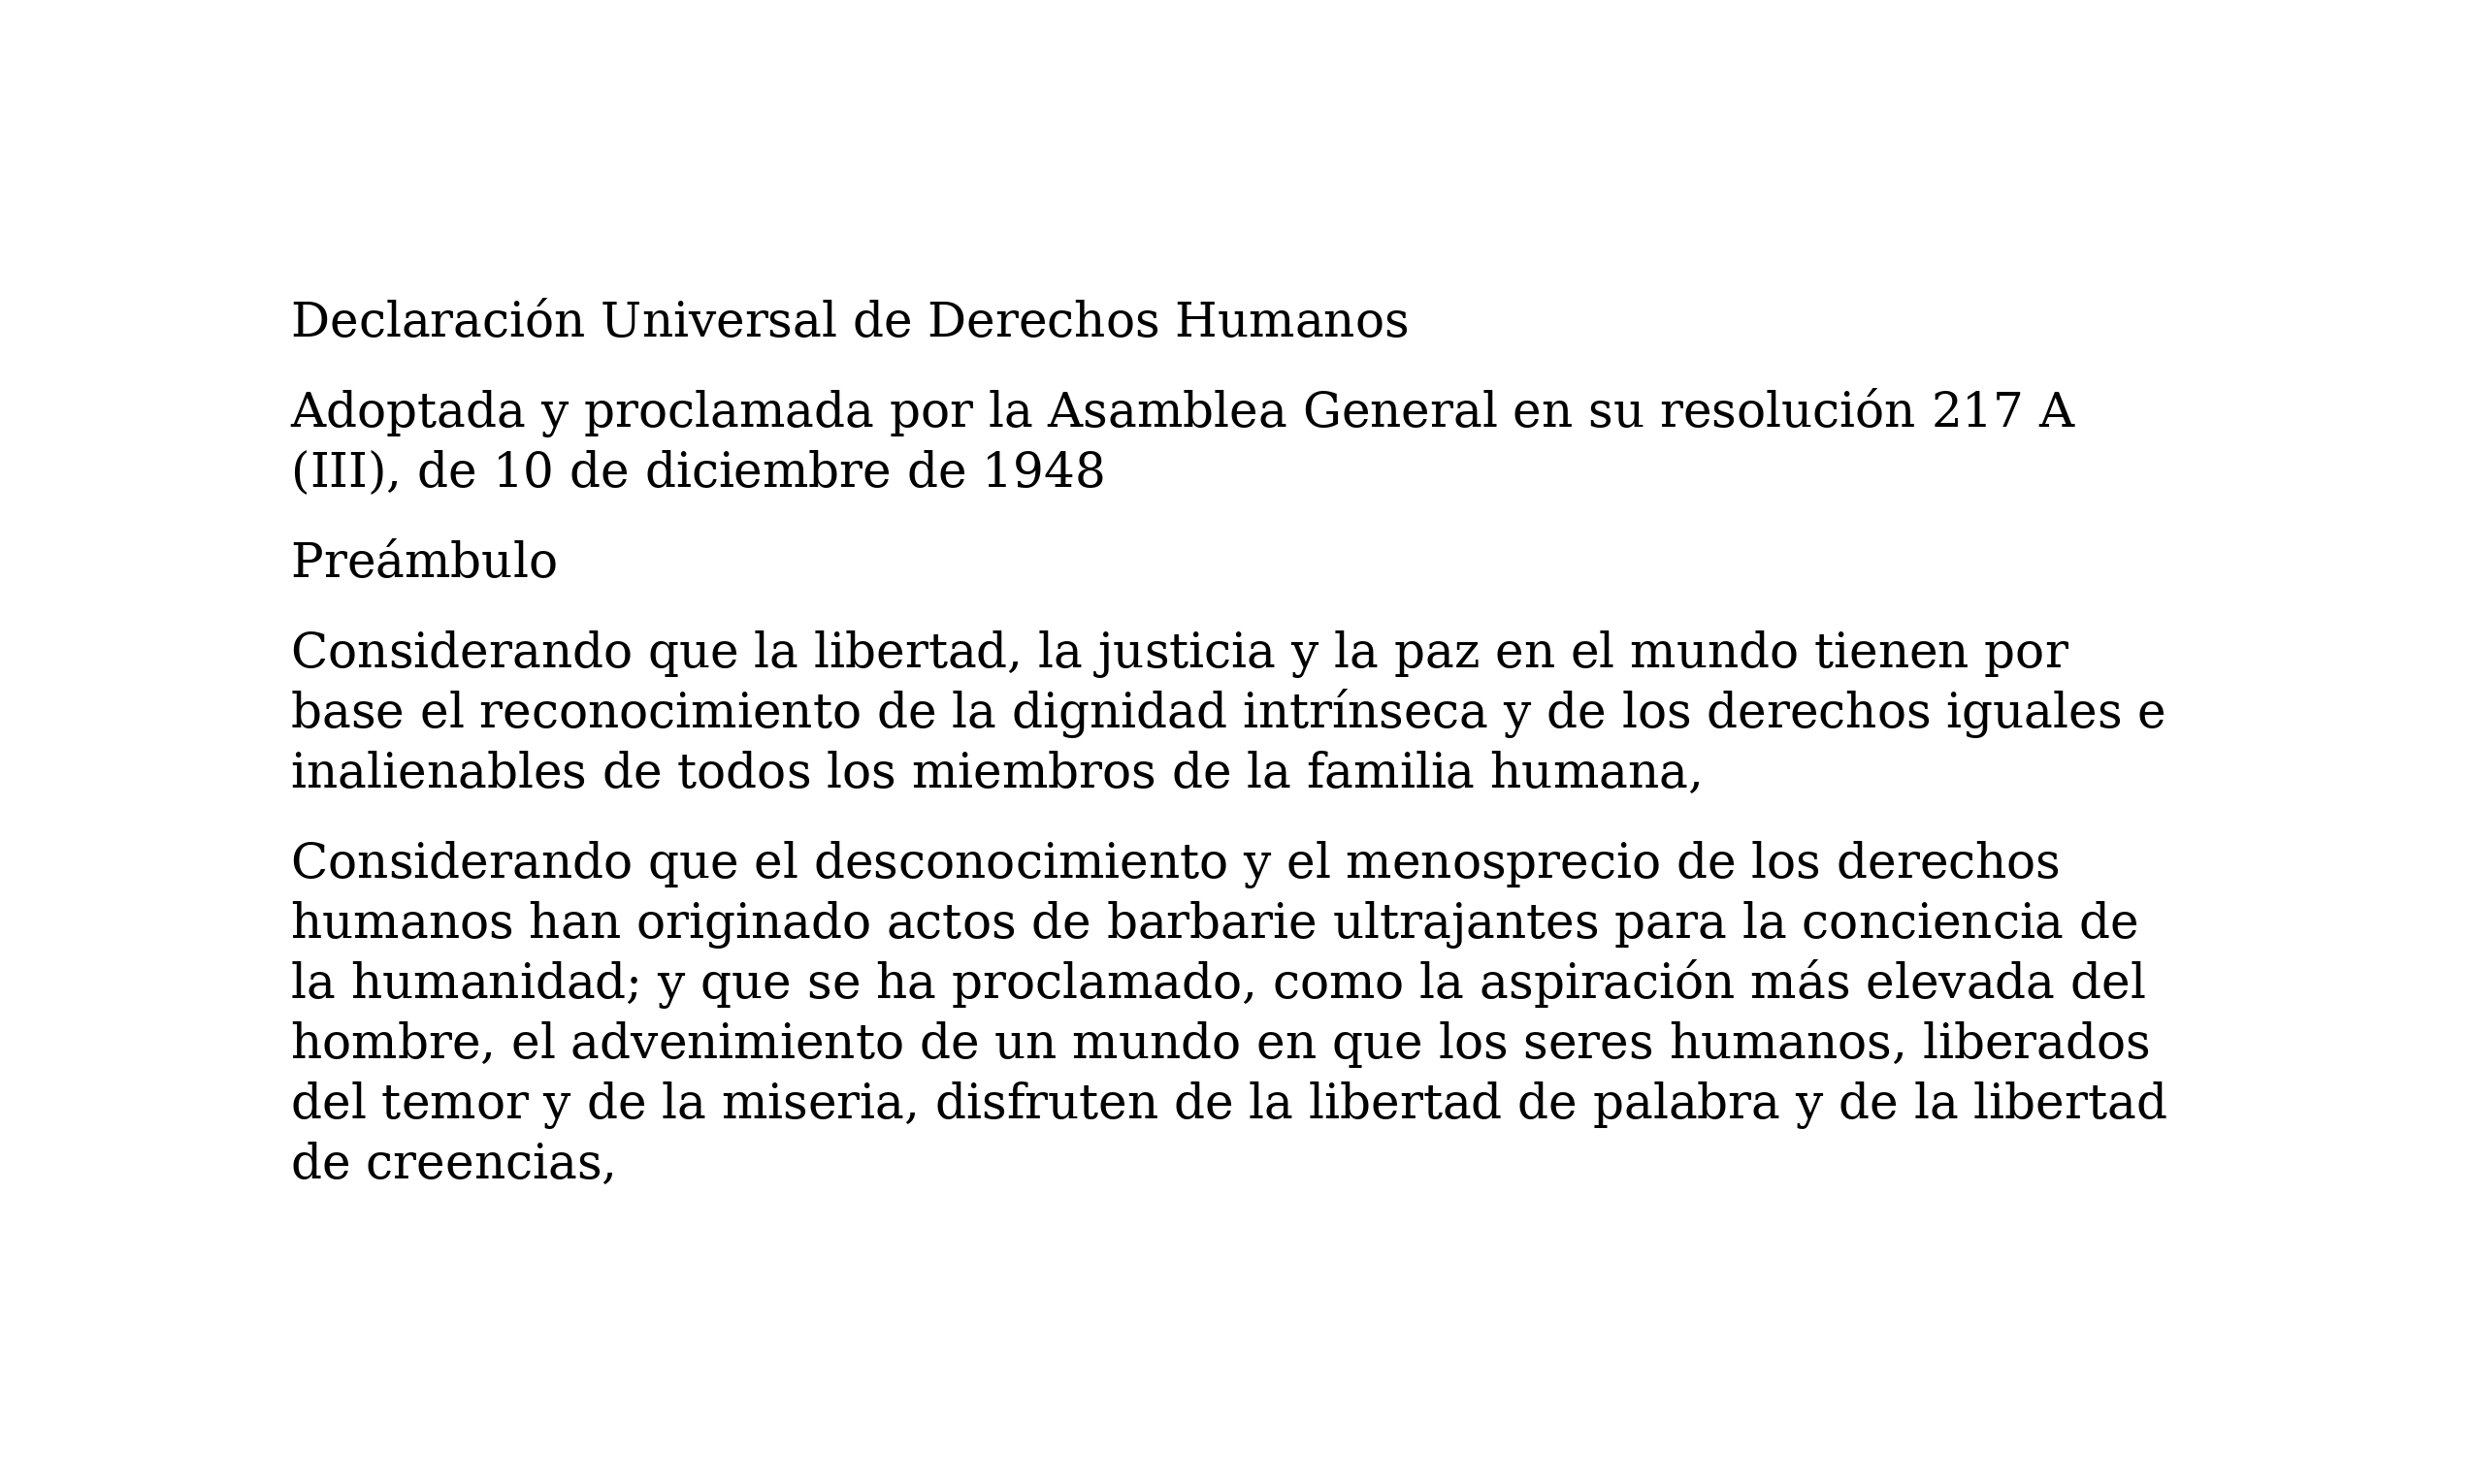 Declaración Universal de Derechos Humanos
Adoptada y proclamada por la Asamblea General en su resolución 217 A
(III), de 10 de diciembre de 1948
Preámbulo
Considerando que la libertad, la justicia y la paz en el mundo tienen por
base el reconocimiento de la dignidad intrínseca y de los derechos iguales e
inalienables de todos los miembros de la familia humana,
Considerando que el desconocimiento y el menosprecio de los derechos
humanos han originado actos de barbarie ultrajantes para la conciencia de
la humanidad; y que se ha proclamado, como la aspiración más elevada del
hombre, el advenimiento de un mundo en que los seres humanos, liberados
del temor y de la miseria, disfruten de la libertad de palabra y de la libertad
de creencias,